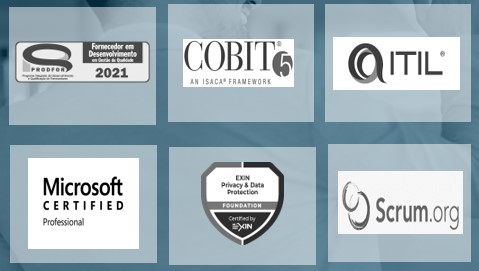 PRODFOR
Fornecedor em
Desenvolvimento
em Gestão da Qualidade
2021
COBIT® 5
AN ISACA® FRAMEWORK
ITIL®
Microsoft
CERTIFIED
Professional
EXIN
Privacy & Data
Protection
FOUNDATION
Certified by
EXIN
Scrum.org